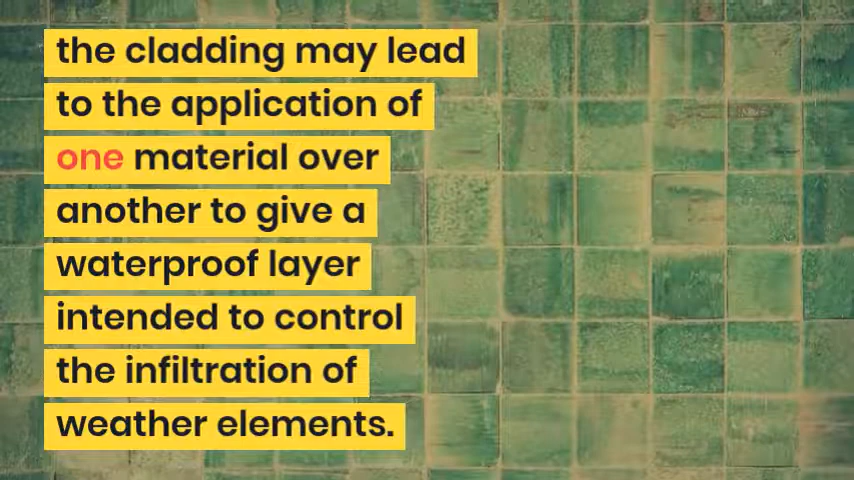 the cladding may lead
to the application of
one material over
another to give a
waterproof layer
intended to control
the infiltration of
weather elements.